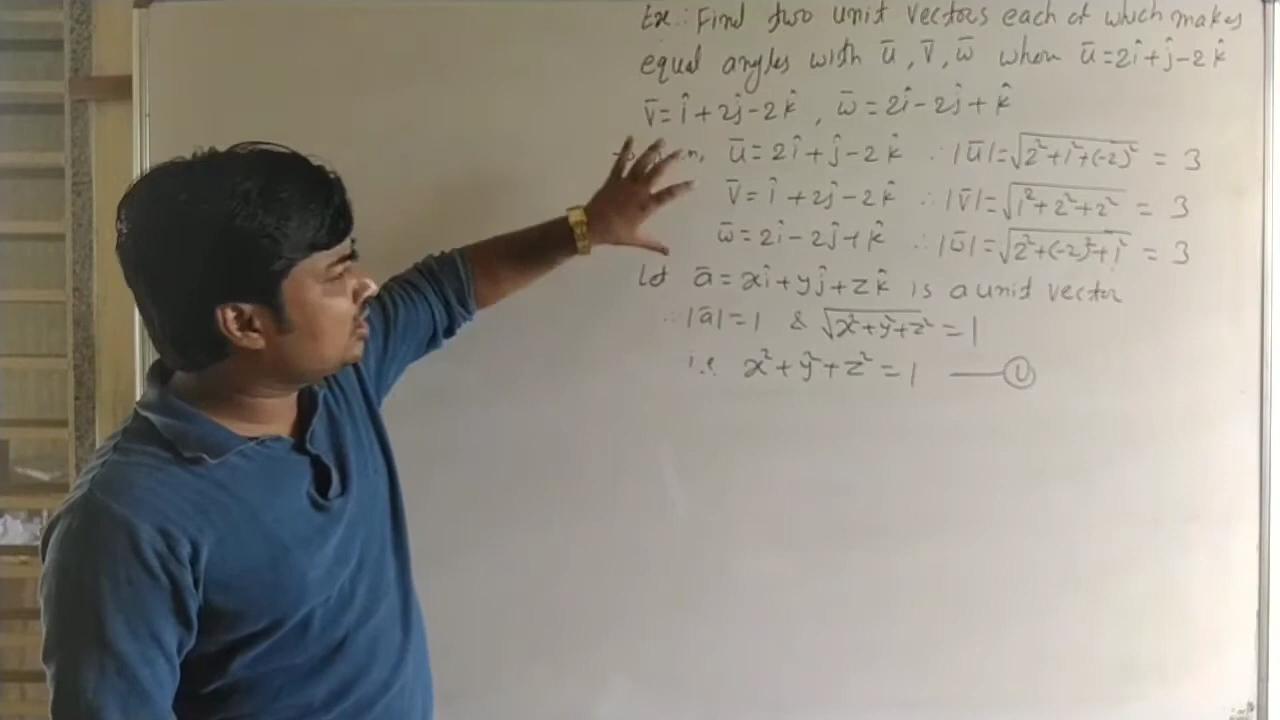 Ex.: Find two unit vectors each of which makes
equal angles with ū, v̄, w̄ when ū = 2î + ĵ - 2k̂
v̄ = î + 2ĵ - 2k̂ , w̄ = 2î - 2ĵ + k̂
ū = 2î + ĵ - 2k̂ ∴ |ū| = √(2² + 1² + (-2)²) = 3
v̄ = î + 2ĵ - 2k̂ ∴ |v̄| = √(1² + 2² + 2²) = 3
w̄ = 2î - 2ĵ + k̂ ∴ |w̄| = √(2² + (-2)² + 1²) = 3
Let ā = xî + yĵ + zk̂ is a unit vector
∴ |ā| = 1 & √(x² + y² + z²) = 1
i.e x² + y² + z² = 1